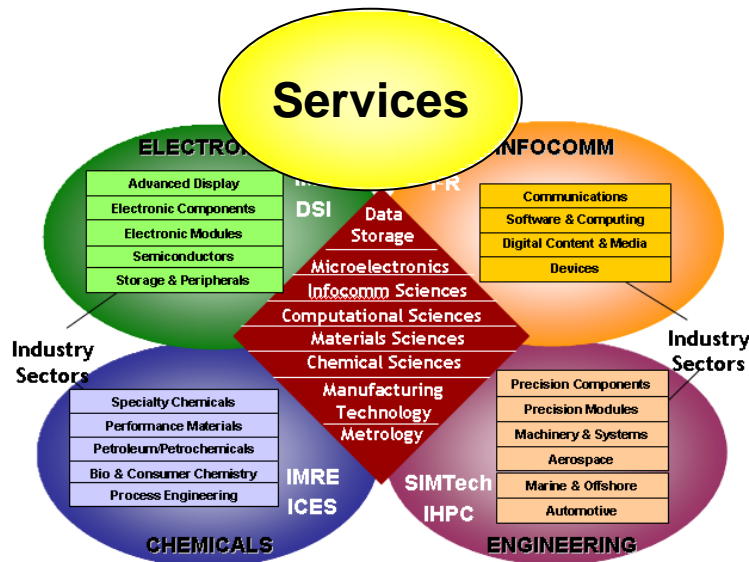 Services
INFOCOMM
DSI
Advanced Display
Electronic Components
Electronic Modules
Semiconductors
Storage & Peripherals
Communications
Software & Computing
Digital Content & Media
Devices
Data
Storage
Microelectronics
Infocomm Sciences
Computational Sciences
Materials Sciences
Chemical Sciences
Manufacturing
Technology
Metrology
Industry
Sectors
Industry
Sectors
Specialty Chemicals
Performance Materials
Petroleum/Petrochemicals
Bio & Consumer Chemistry
Process Engineering
IMRE
ICES
CHEMICALS
Precision Components
Precision Modules
Machinery & Systems
Aerospace
Marine & Offshore
Automotive
SIMTech
IHPC
ENGINEERING